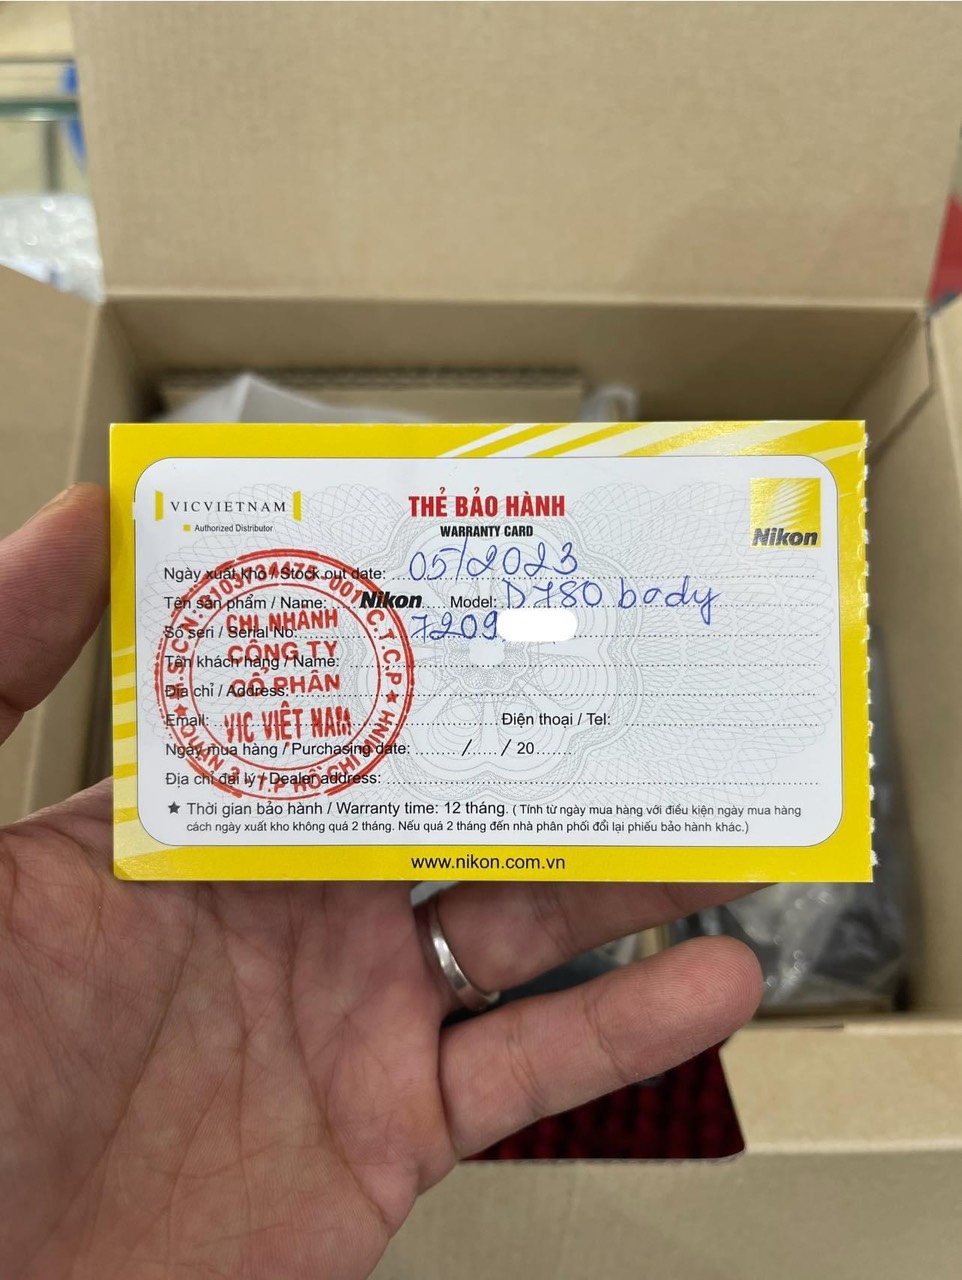 VICVIETNAM
Authorized Distributor
THẺ BẢO HÀNH
WARRANTY CARD
Nikon
Ngày xuất kho / Stock out date: 05/2023
Tên sản phẩm / Name: Nikon Model: D780 body
Số seri / Serial No: 7209
Tên khách hàng / Name:
Địa chỉ / Address:
Email: Điện thoại / Tel:
Ngày mua hàng / Purchasing date: ....... / ..... / 20.......
Địa chỉ đại lý / Dealer address:
★ Thời gian bảo hành / Warranty time: 12 tháng. ( Tính từ ngày mua hàng với điều kiện ngày mua hàng
cách ngày xuất kho không quá 2 tháng. Nếu quá 2 tháng đến nhà phân phối đổi lại phiếu bảo hành khác.)
www.nikon.com.vn
CHI NHÁNH
CÔNG TY
CỔ PHẦN
VIC VIỆT NAM
QUẬN 3 - T.P HỒ CHÍ MINH